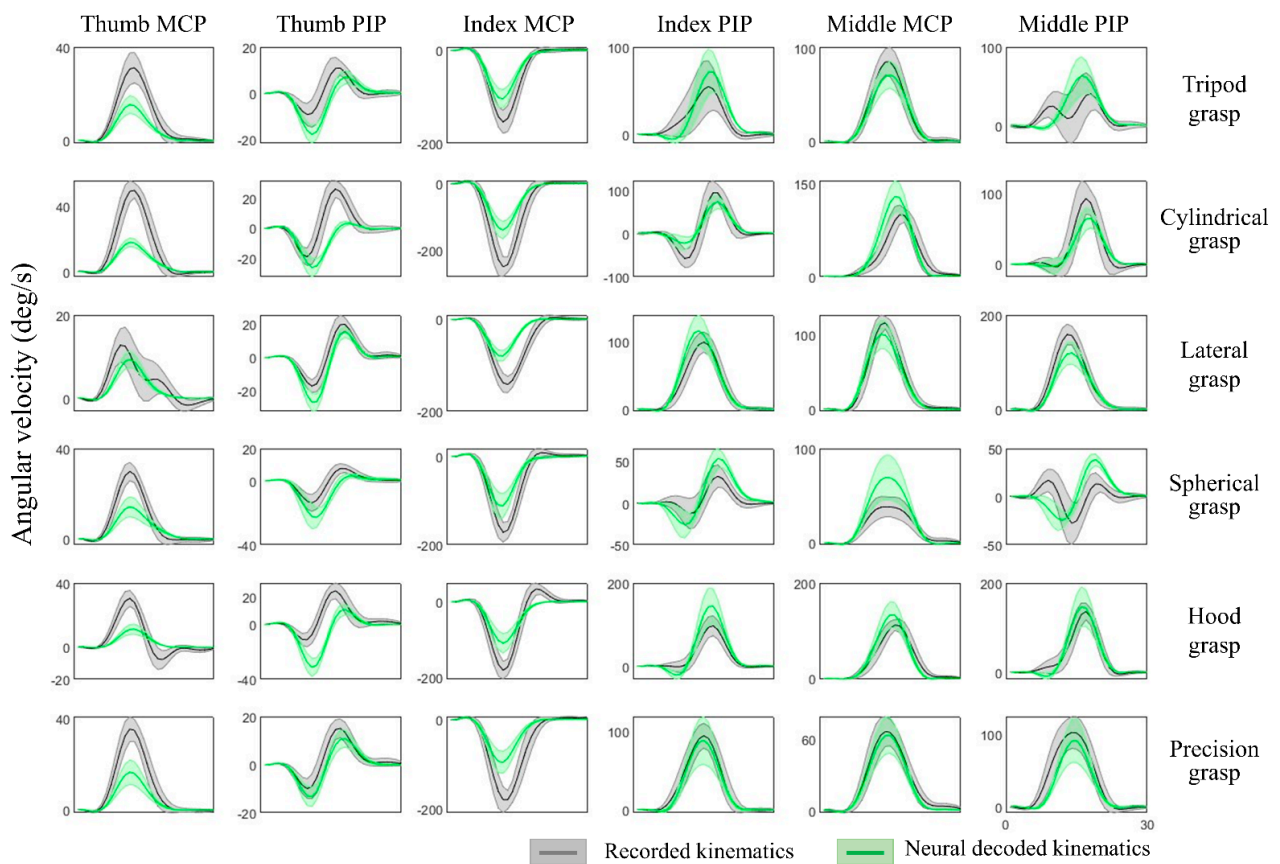 Thumb MCP Thumb PIP Index MCP Index PIP Middle MCP Middle PIP
Angular velocity (deg/s)
40 0 20 0 -20 0 -200 100 0 100 0 100 0 Tripod
grasp
40 0 20 0 -20 0 -200 100 0 -100 150 0 100 0 Cylindrical
grasp
20 0 20 0 -20 -40 0 -200 100 0 100 0 200 0 Lateral
grasp
40 0 40 0 -40 0 -200 50 0 -50 100 0 50 0 -50 Spherical
grasp
40 20 0 -20 20 0 -20 -40 0 -200 200 0 200 0 200 0 Hood
grasp
40 0 20 0 -20 0 -200 100 0 60 0 100 0 Precision
grasp
0 30
Recorded kinematics Neural decoded kinematics